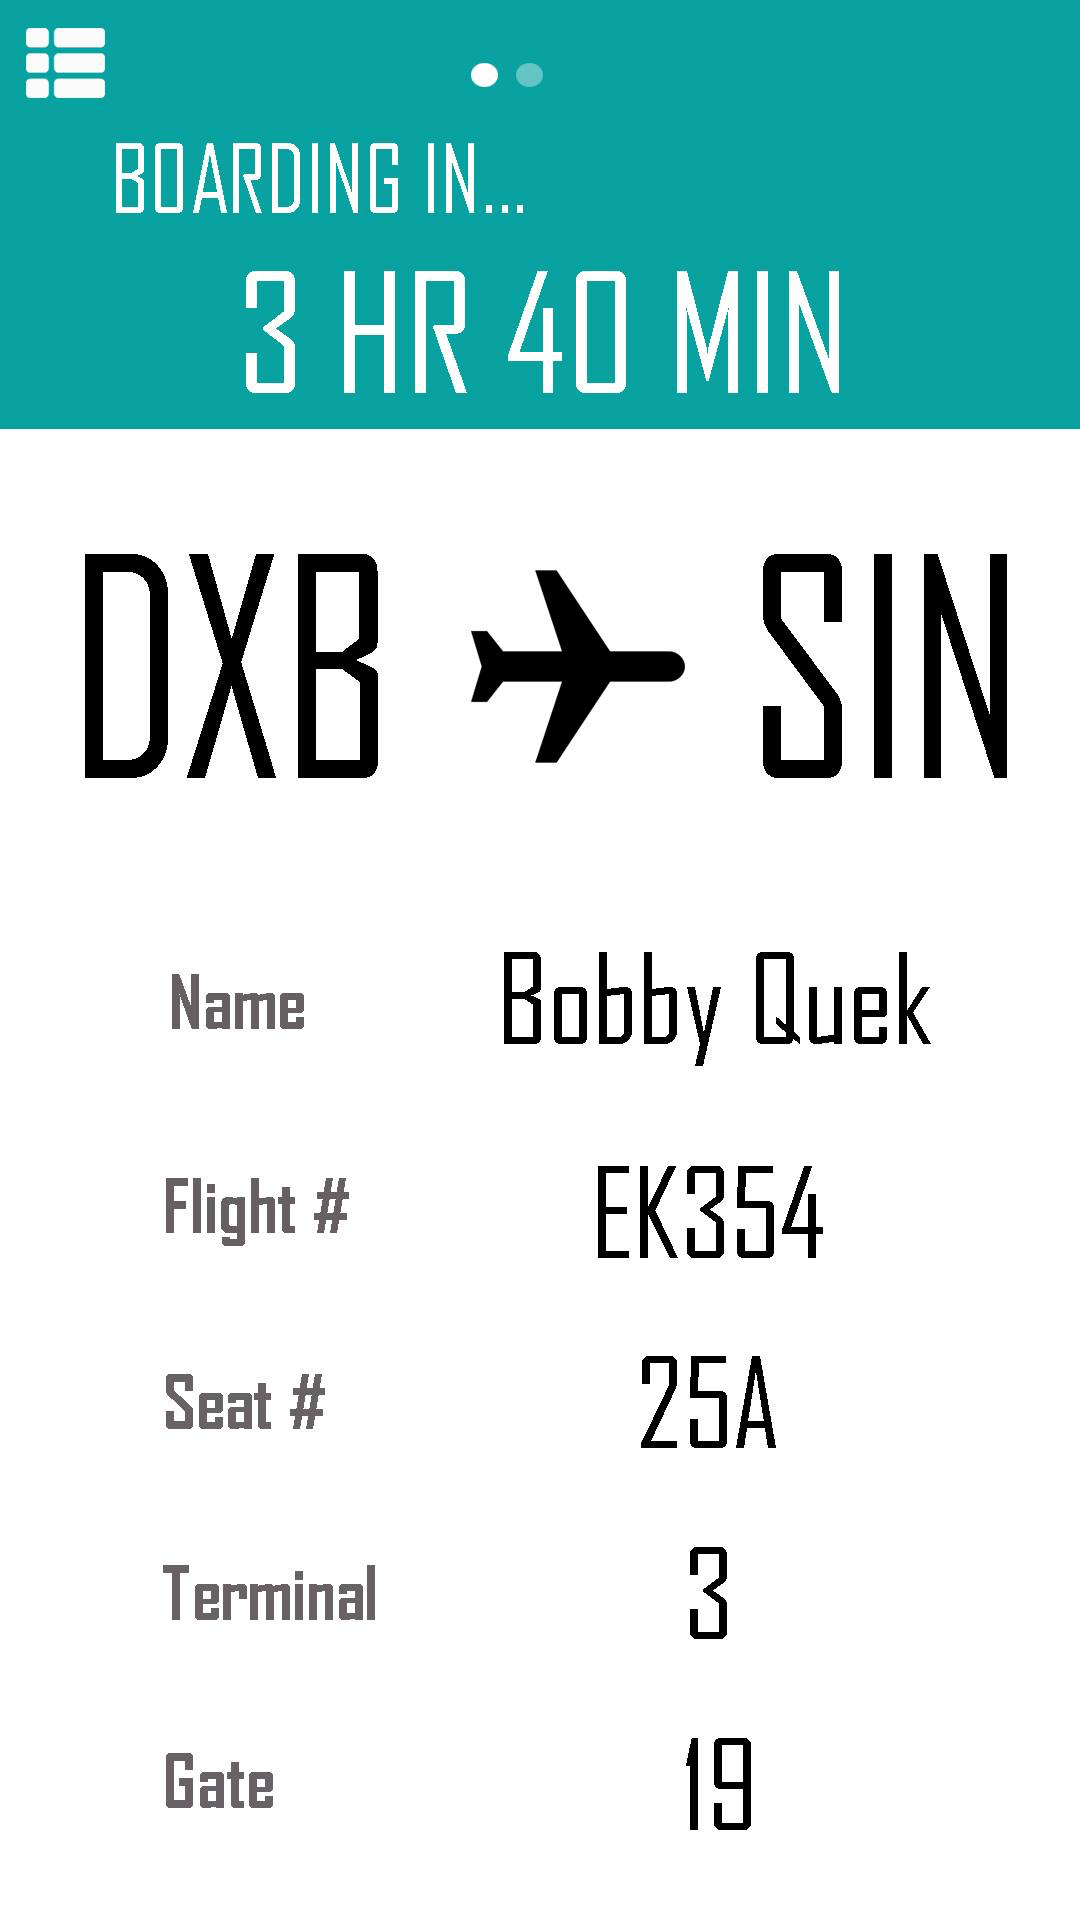 BOARDING IN...
3 HR 40 MIN
DXB SIN
Name Bobby Quek
Flight # EK354
Seat # 25A
Terminal 3
Gate 19